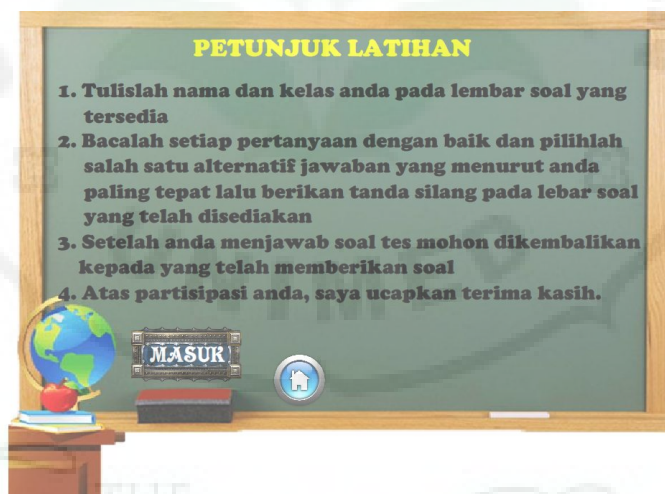 PETUNJUK LATIHAN
1. Tulislah nama dan kelas anda pada lembar soal yang
tersedia
2. Bacalah setiap pertanyaan dengan baik dan pilihlah
salah satu alternatif jawaban yang menurut anda
paling tepat lalu berikan tanda silang pada lebar soal
yang telah disediakan
3. Setelah anda menjawab soal tes mohon dikembalikan
kepada yang telah memberikan soal
4. Atas partisipasi anda, saya ucapkan terima kasih.
MASUK